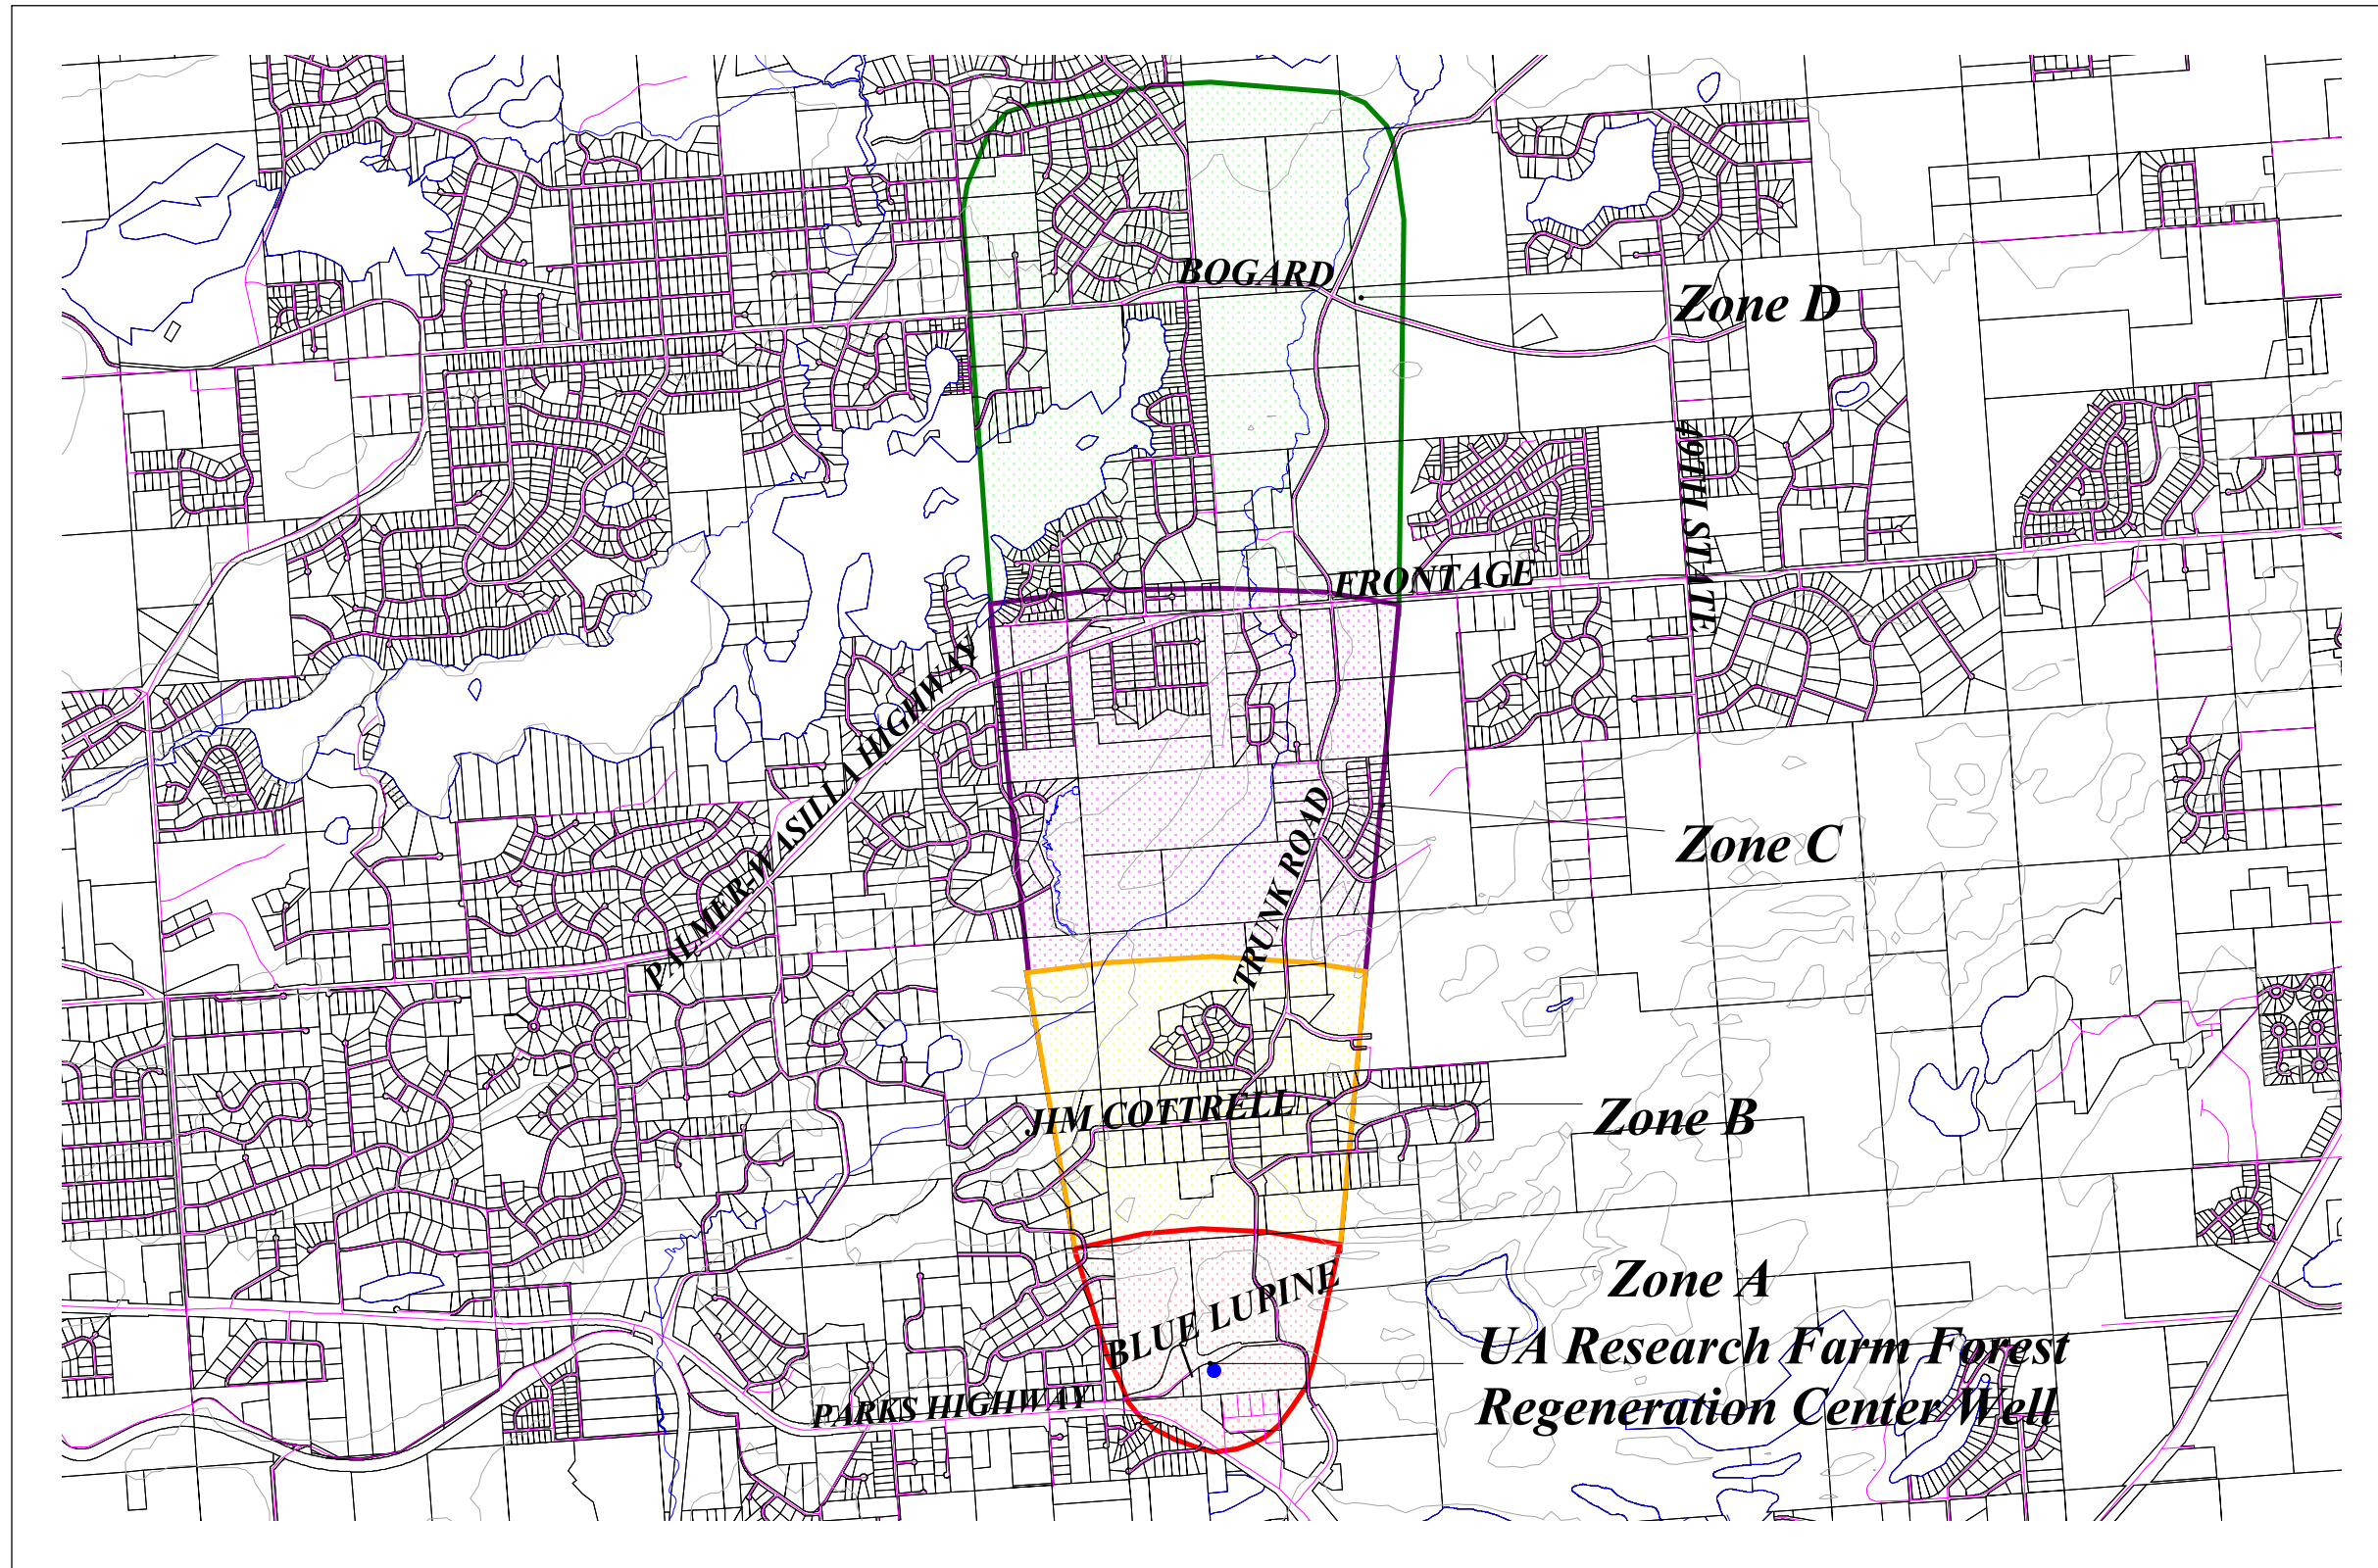 BOGARD
Zone D
49TH STATE
FRONTAGE
PALMER-WASILLA HIGHWAY
TRUNK ROAD
Zone C
JIM COTTRELL
Zone B
BLUE LUPINE
Zone A
UA Research Farm Forest
Regeneration Center Well
PARKS HIGHWAY